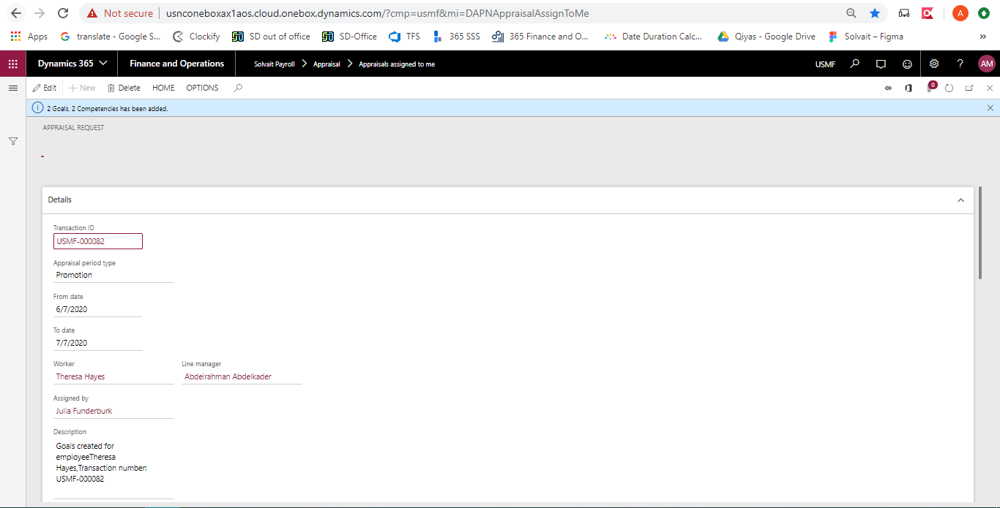 Not secure usnconeboxax1aos.cloud.onebox.dynamics.com/?cmp=usmf&mi=DAPNAppraisalAssignToMe A
Apps translate - Google S... Clockify SD out of office SD-Office TFS 365 SSS 365 Finance and O... Date Duration Calc... Qiyas - Google Drive Solvait – Figma »
Dynamics 365 Finance and Operations Solvait Payroll Appraisal Appraisals assigned to me USMF ? AM
Edit New Delete HOME OPTIONS 0
2 Goals, 2 Competencies has been added.
APPRAISAL REQUEST
-
Details
Transaction ID
USMF-000082
Appraisal period type
Promotion
From date
6/7/2020
To date
7/7/2020
Worker Line manager
Theresa Hayes Abdelrahman Abdelkader
Assigned by
Julia Funderburk
Description
Goals created for
employeeTheresa
Hayes,Transaction number:
USMF-000082